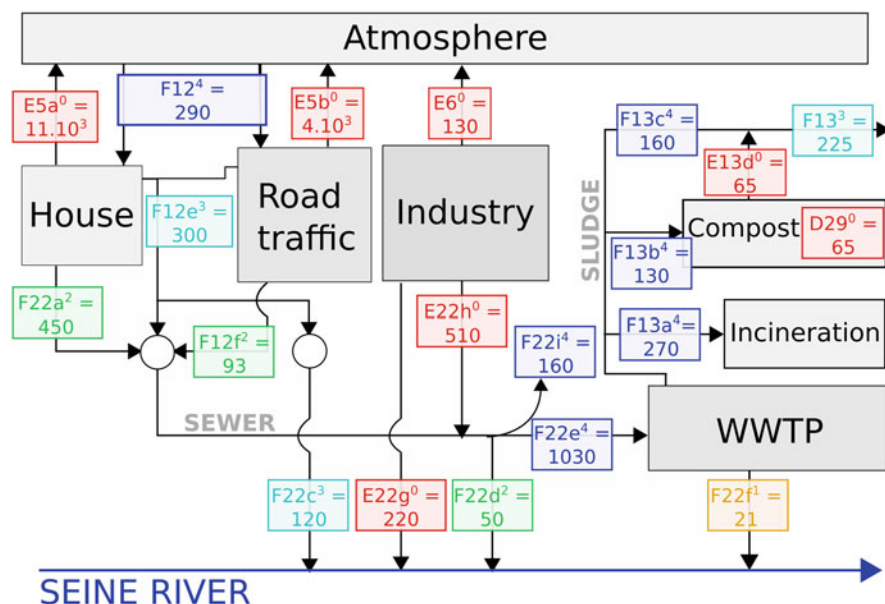 Atmosphere
E5a⁰ =
11.10³
F12⁴ =
290
E5b⁰ =
4.10³
E6⁰ =
130
F13c⁴ =
160
F13³ =
225
E13d⁰ =
65
House
F12e³ =
300
Road
traffic
Industry
SLUDGE
Compost
D29⁰ =
65
F13b⁴ =
130
F22a² =
450
F12f² =
93
E22h⁰ =
510
F22i⁴ =
160
F13a⁴ =
270
Incineration
SEWER
F22e⁴ =
1030
WWTP
F22c³ =
120
E22g⁰ =
220
F22d² =
50
F22f¹ =
21
SEINE RIVER